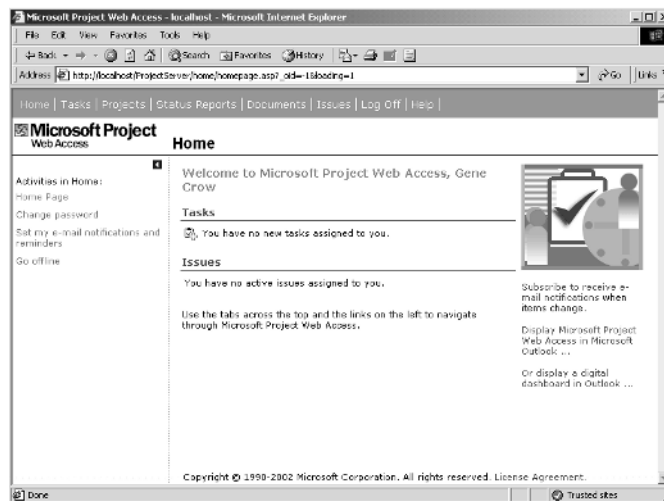 Microsoft Project Web Access - localhost - Microsoft Internet Explorer
File Edit View Favorites Tools Help
Back Search Favorites History
Address http://localhost/ProjectServer/home/homepage.asp?_oid=-1&loading=1 Go Links
Home | Tasks | Projects | Status Reports | Documents | Issues | Log Off | Help |
Microsoft Project
Web Access
Home
Activities in Home:
Home Page
Change password
Set my e-mail notifications and
reminders
Go offline
Welcome to Microsoft Project Web Access, Gene
Crow
Tasks
You have no new tasks assigned to you.
Issues
You have no active issues assigned to you.
Use the tabs across the top and the links on the left to navigate
through Microsoft Project Web Access.
Subscribe to receive e-
mail notifications when
items change.
Display Microsoft Project
Web Access in Microsoft
Outlook ...
Or display a digital
dashboard in Outlook ...
Copyright © 1990-2002 Microsoft Corporation. All rights reserved. License Agreement.
Done
Trusted sites